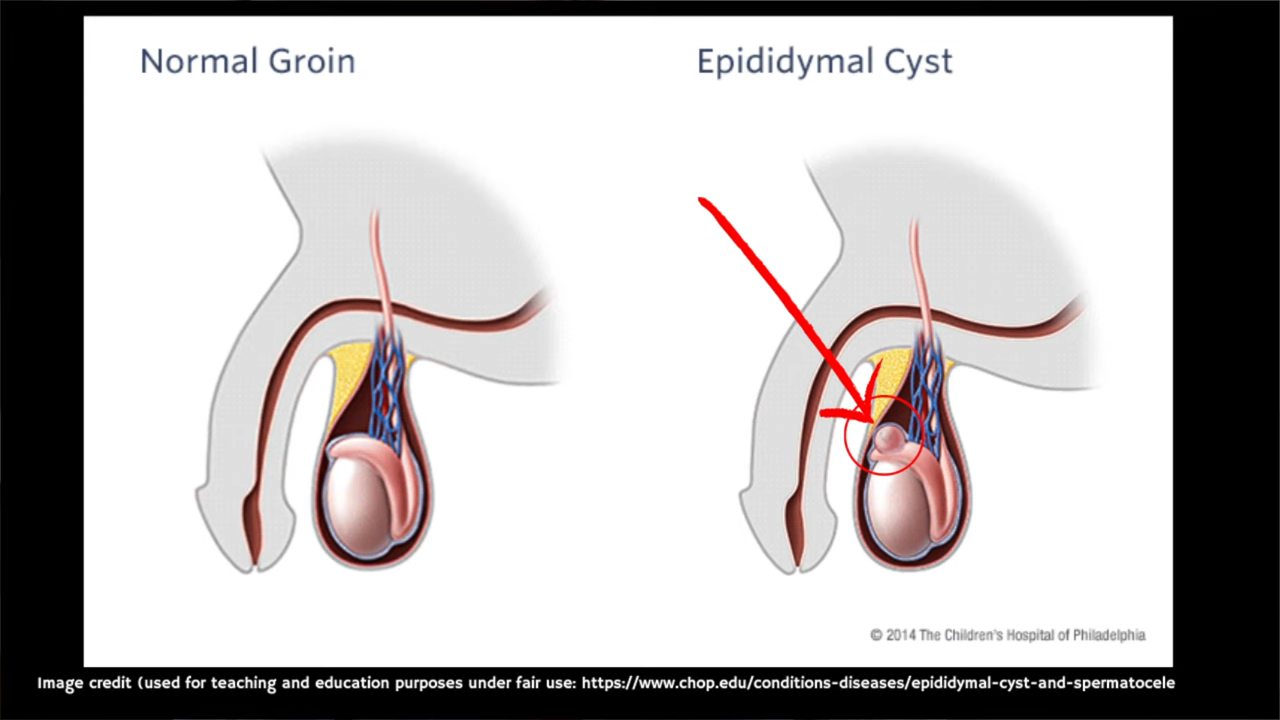 Normal Groin
Epididymal Cyst
© 2014 The Children's Hospital of Philadelphia
Image credit (used for teaching and education purposes under fair use: https://www.chop.edu/conditions-diseases/epididymal-cyst-and-spermatocele